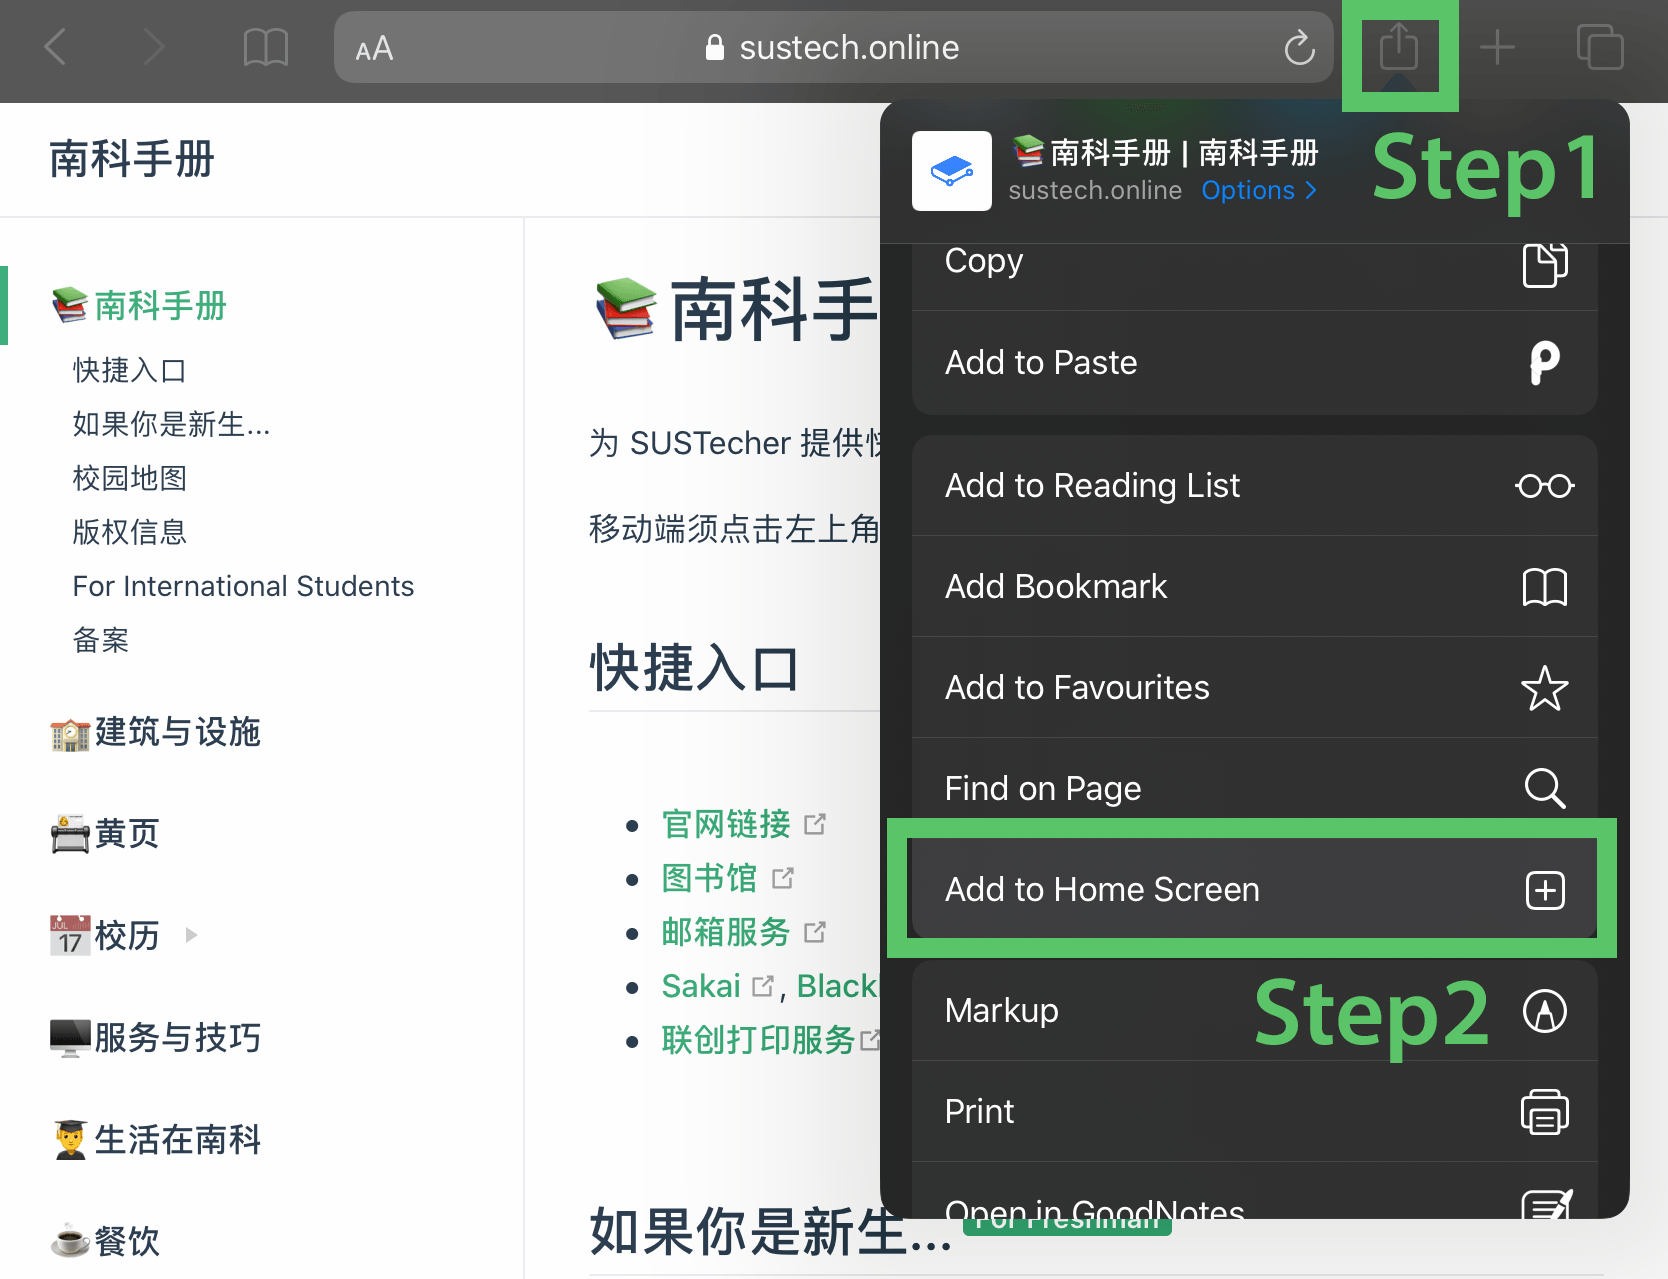 AA
sustech.online
南科手册
南科手册
快捷入口
如果你是新生...
校园地图
版权信息
For International Students
备案
建筑与设施
黄页
JUL
17
校历
服务与技巧
生活在南科
餐饮
南科手
为 SUSTecher 提供
移动端须点击左上角
快捷入口
官网链接
图书馆
邮箱服务
Sakai , Black
联创打印服务
如果你是新生...
For Freshman
南科手册 | 南科手册
sustech.online Options
Step1
Copy
Add to Paste
Add to Reading List
Add Bookmark
Add to Favourites
Find on Page
Add to Home Screen
Step2
Markup
Print
Open in GoodNotes